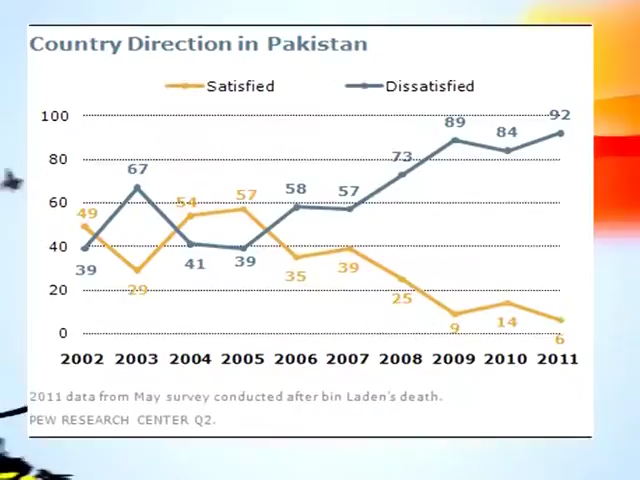 Country Direction in Pakistan
Satisfied Dissatisfied
100
80
60
40
20
0
49 29 54 57 35 39 25 9 14 6
39 67 41 39 58 57 73 89 84 92
2002 2003 2004 2005 2006 2007 2008 2009 2010 2011
2011 data from May survey conducted after bin Laden's death.
PEW RESEARCH CENTER Q2.